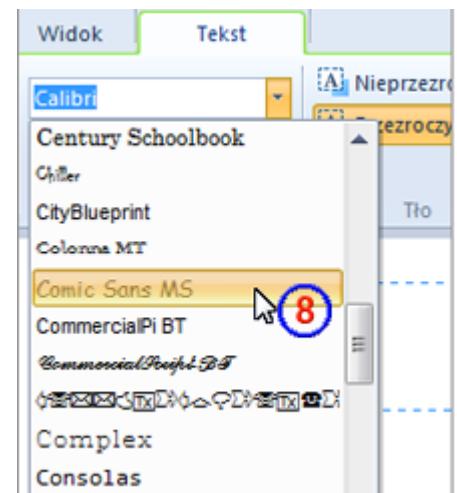 Widok Tekst
Calibri
Nieprzezro
Przezroczy
Tło
Century Schoolbook
Chiller
CityBlueprint
Colonna MT
Comic Sans MS
8
CommercialPi BT
CommercialScript BT
Complex
Consolas